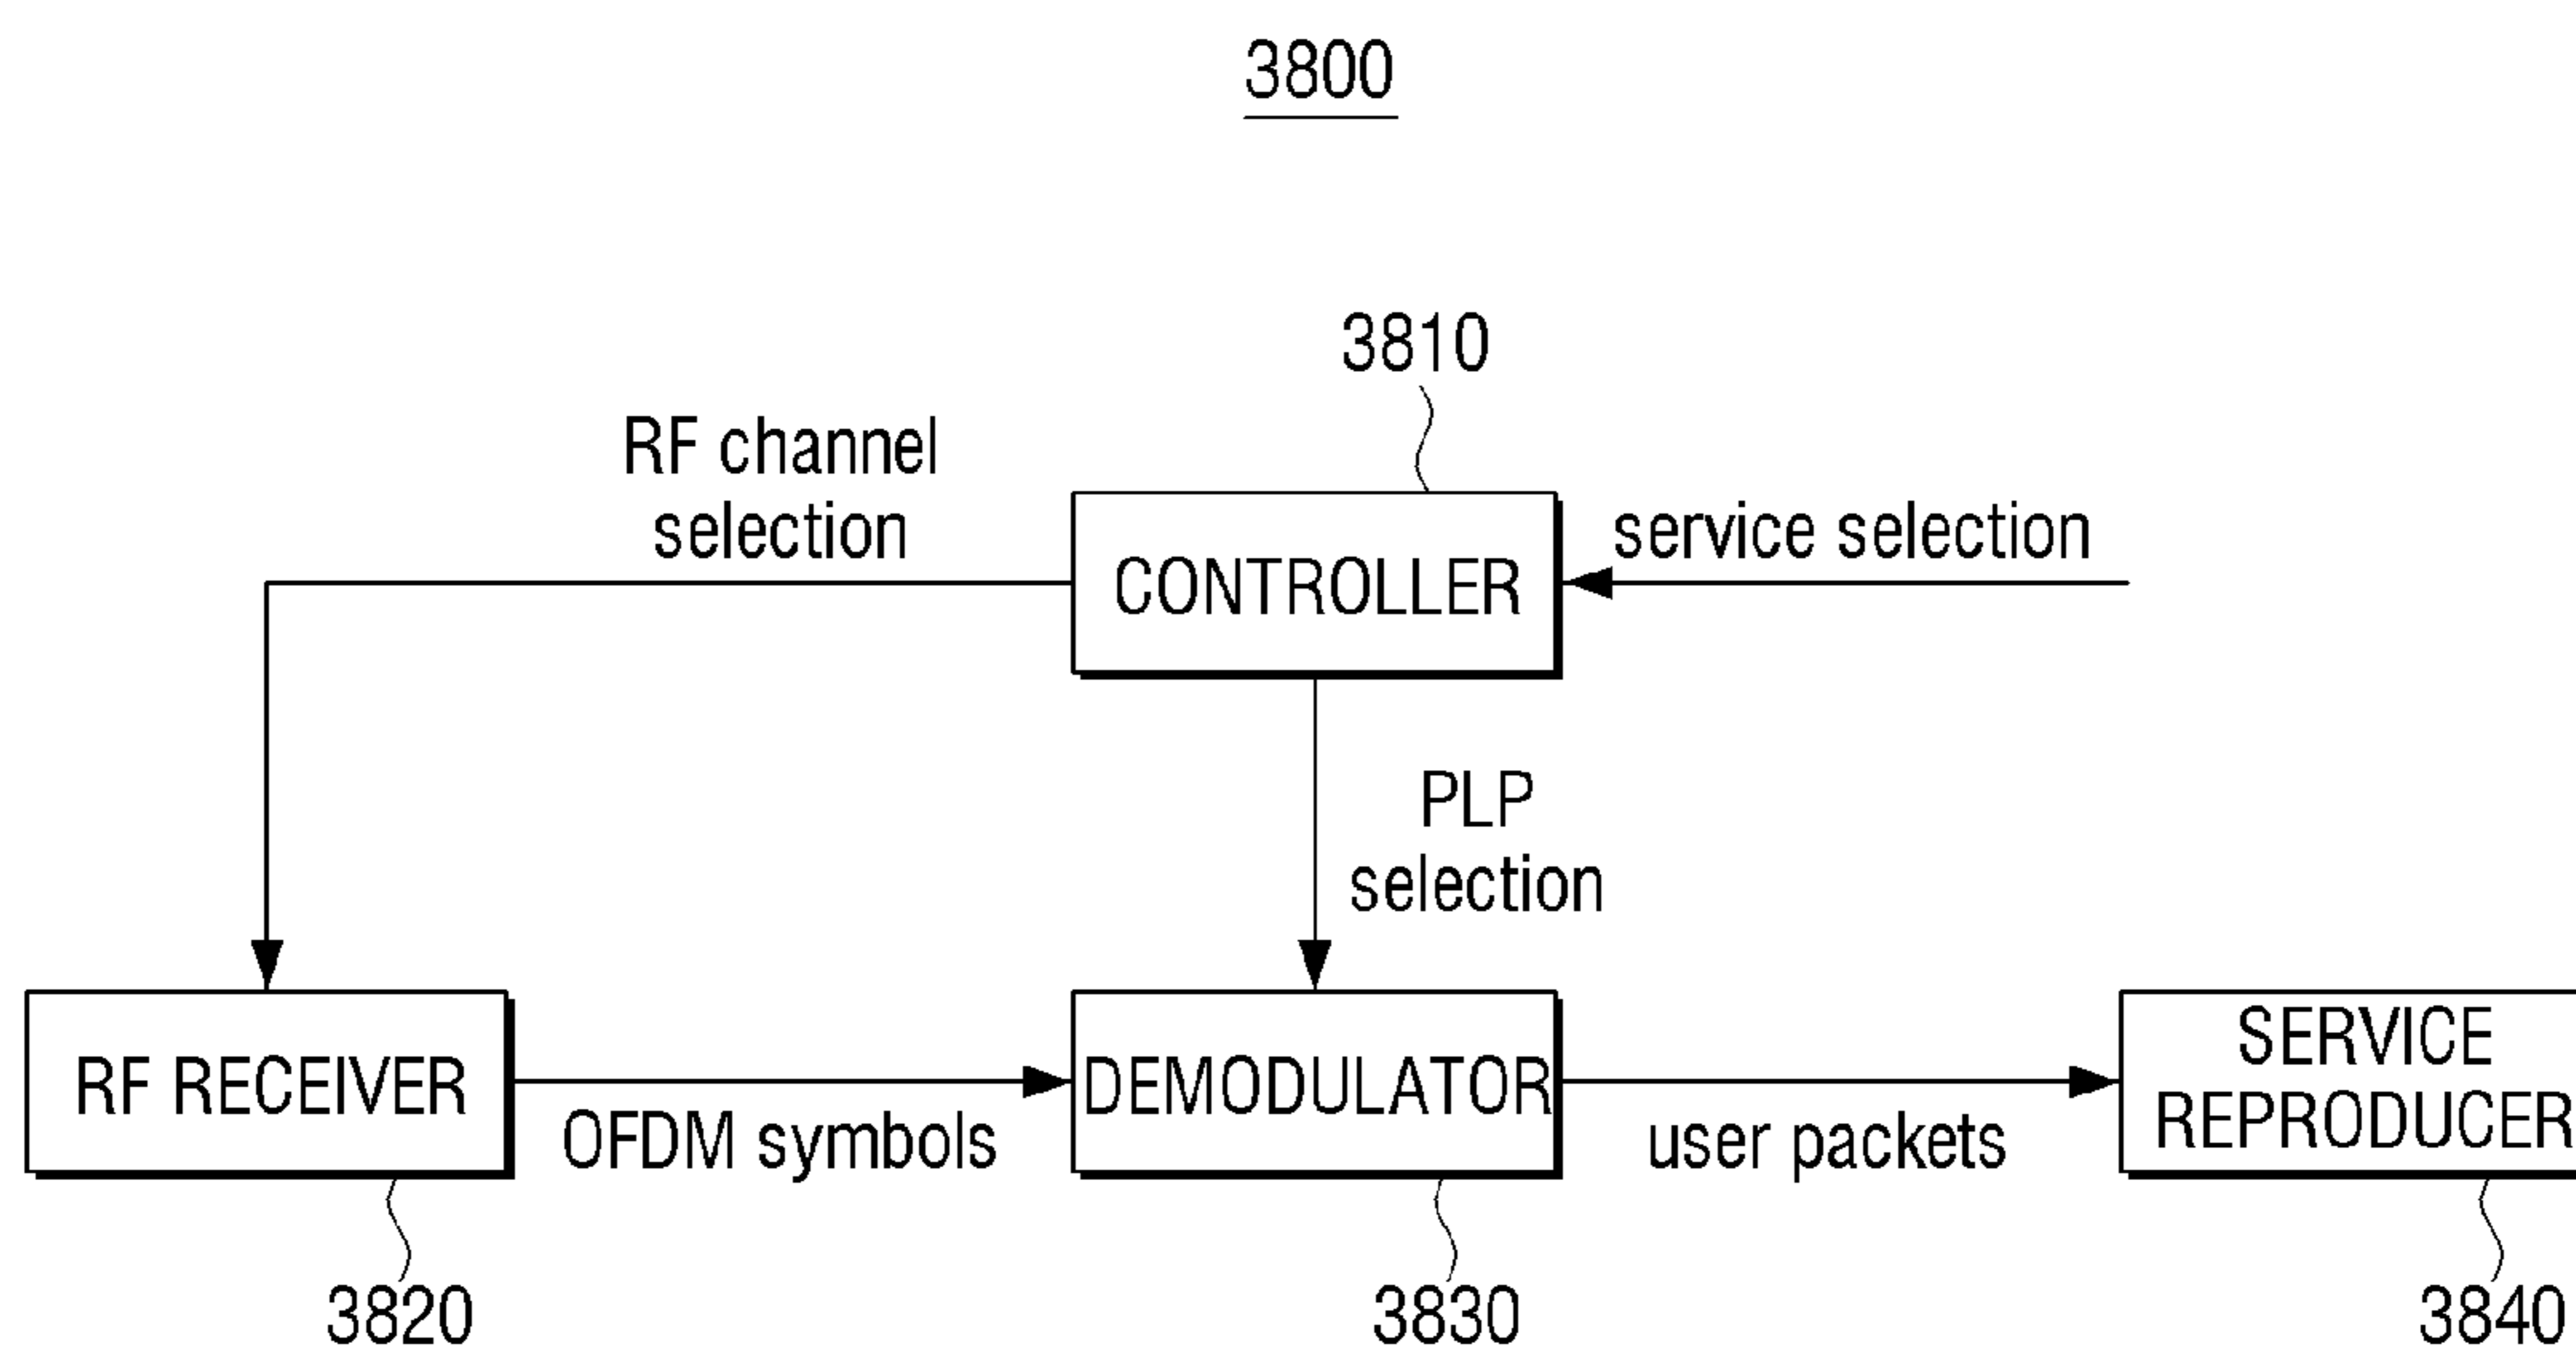 3800
3810
RF channel
selection
service selection
CONTROLLER
PLP
selection
RF RECEIVER
OFDM symbols
DEMODULATOR
user packets
SERVICE
REPRODUCER
3820
3830
3840